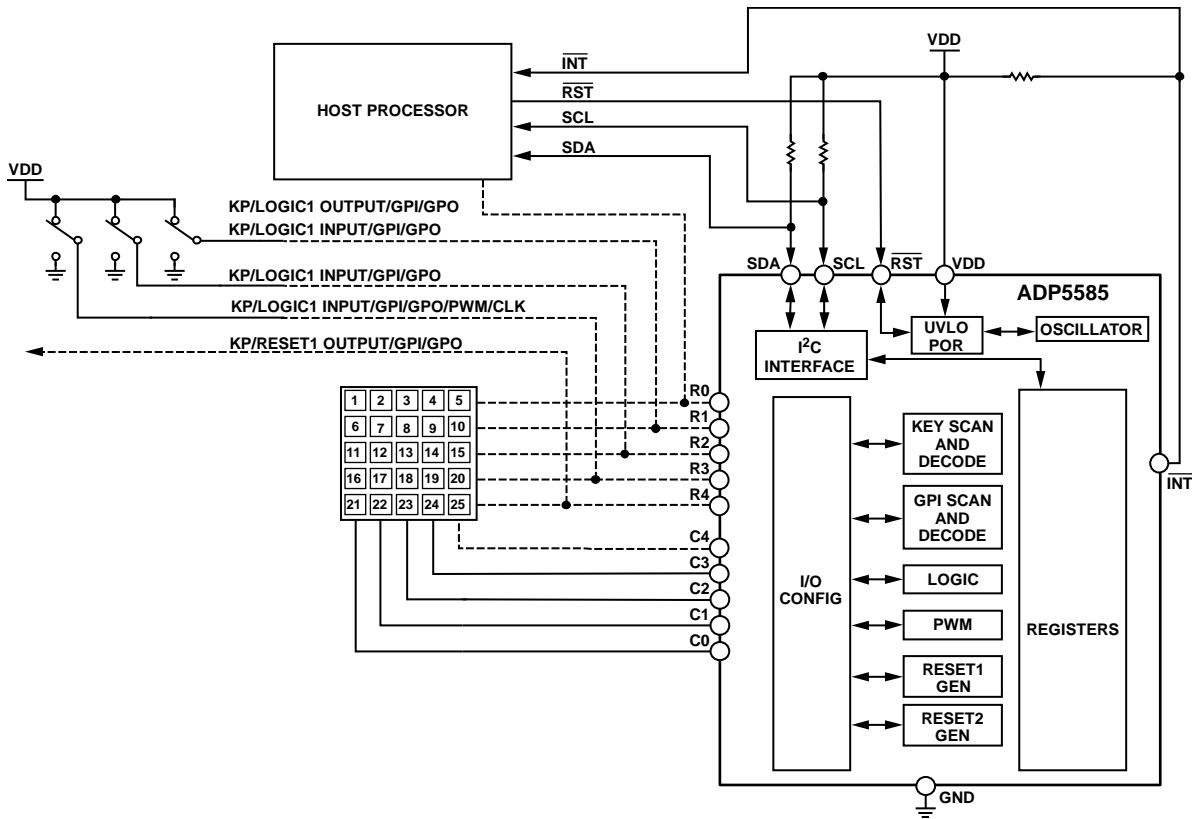 VDD
INT
HOST PROCESSOR
RST
SCL
SDA
VDD
KP/LOGIC1 OUTPUT/GPI/GPO
KP/LOGIC1 INPUT/GPI/GPO
KP/LOGIC1 INPUT/GPI/GPO
KP/LOGIC1 INPUT/GPI/GPO/PWM/CLK
KP/RESET1 OUTPUT/GPI/GPO
SDA SCL RST VDD
ADP5585
I2C
INTERFACE
UVLO
POR
OSCILLATOR
1 2 3 4 5
6 7 8 9 10
11 12 13 14 15
16 17 18 19 20
21 22 23 24 25
R0
R1
R2
R3
R4
C4
C3
C2
C1
C0
I/O
CONFIG
KEY SCAN
AND
DECODE
GPI SCAN
AND
DECODE
LOGIC
PWM
RESET1
GEN
RESET2
GEN
REGISTERS
INT
GND